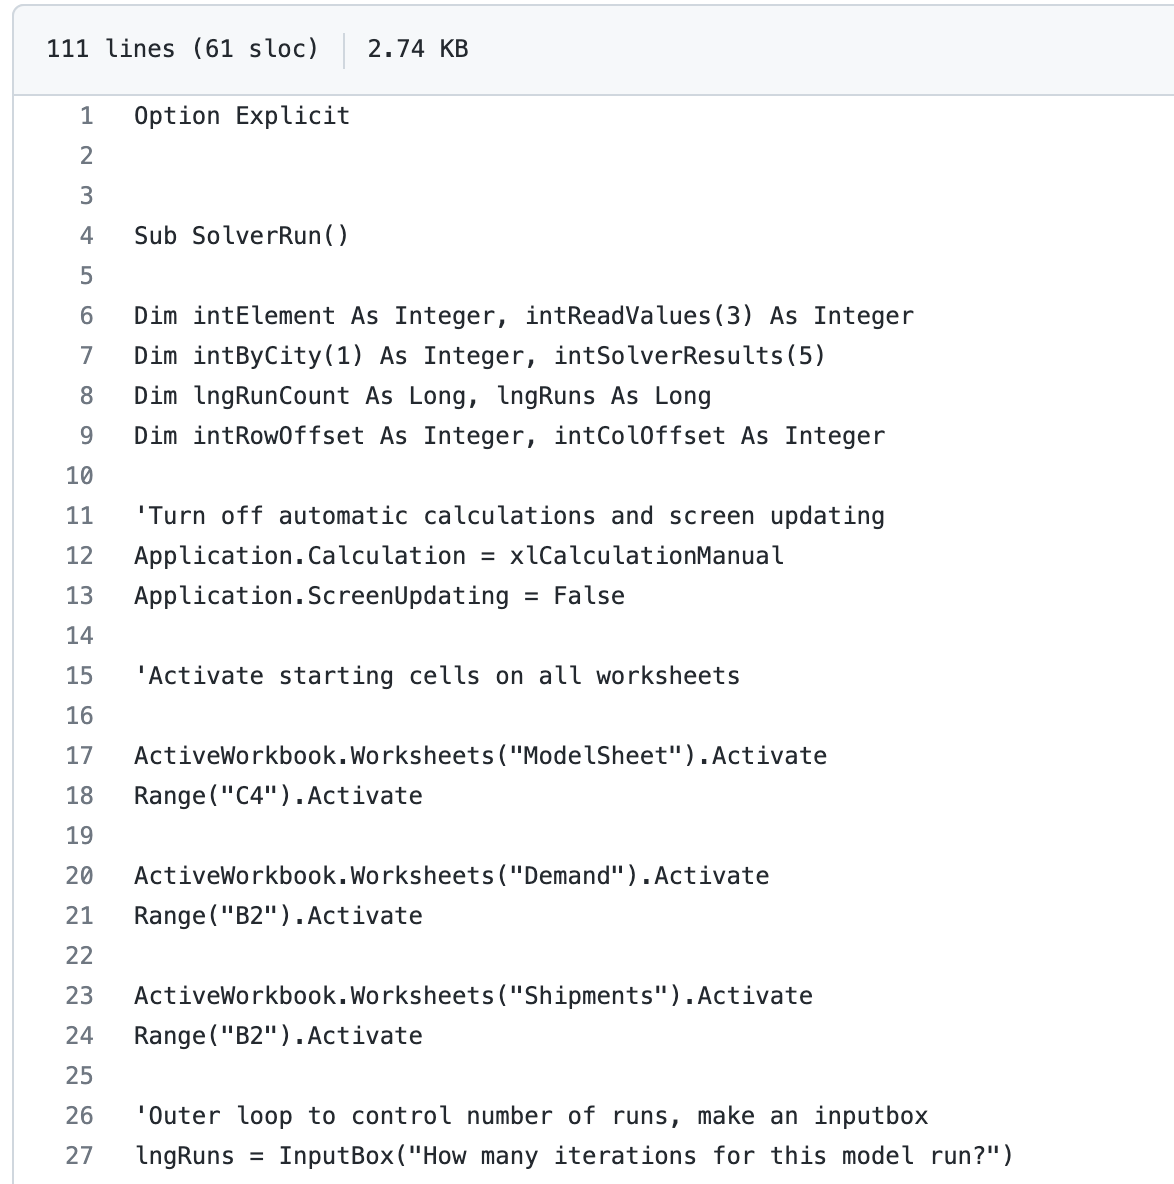 111 lines (61 sloc) 2.74 KB
1 Option Explicit
2
3
4 Sub SolverRun()
5
6 Dim intElement As Integer, intReadValues(3) As Integer
7 Dim intByCity(1) As Integer, intSolverResults(5)
8 Dim lngRunCount As Long, lngRuns As Long
9 Dim intRowOffset As Integer, intColOffset As Integer
10
11 'Turn off automatic calculations and screen updating
12 Application.Calculation = xlCalculationManual
13 Application.ScreenUpdating = False
14
15 'Activate starting cells on all worksheets
16
17 ActiveWorkbook.Worksheets("ModelSheet").Activate
18 Range("C4").Activate
19
20 ActiveWorkbook.Worksheets("Demand").Activate
21 Range("B2").Activate
22
23 ActiveWorkbook.Worksheets("Shipments").Activate
24 Range("B2").Activate
25
26 'Outer loop to control number of runs, make an inputbox
27 lngRuns = InputBox("How many iterations for this model run?")